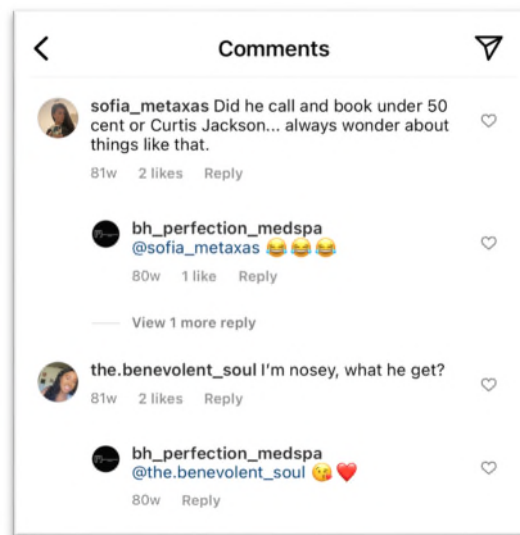 Comments
sofia_metaxas Did he call and book under 50
cent or Curtis Jackson... always wonder about
things like that.
81w 2 likes Reply
bh_perfection_medspa
@sofia_metaxas 😂😂😂
80w 1 like Reply
View 1 more reply
the.benevolent_soul I'm nosey, what he get?
81w 2 likes Reply
bh_perfection_medspa
@the.benevolent_soul 😘❤️
80w Reply